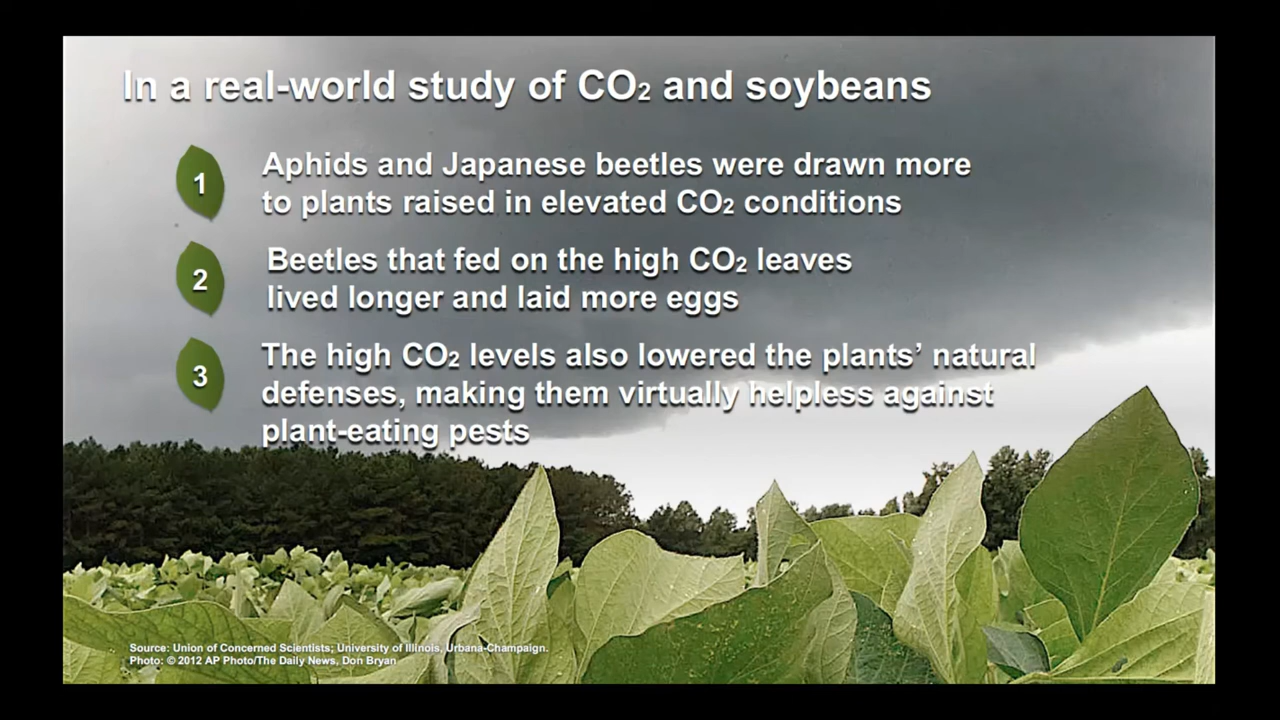 In a real-world study of CO₂ and soybeans
1
Aphids and Japanese beetles were drawn more
to plants raised in elevated CO₂ conditions
2
Beetles that fed on the high CO₂ leaves
lived longer and laid more eggs
3
The high CO₂ levels also lowered the plants’ natural
defenses, making them virtually helpless against
plant-eating pests
Source: Union of Concerned Scientists; University of Illinois, Urbana-Champaign.
Photo: © 2012 AP Photo/The Daily News, Don Bryan